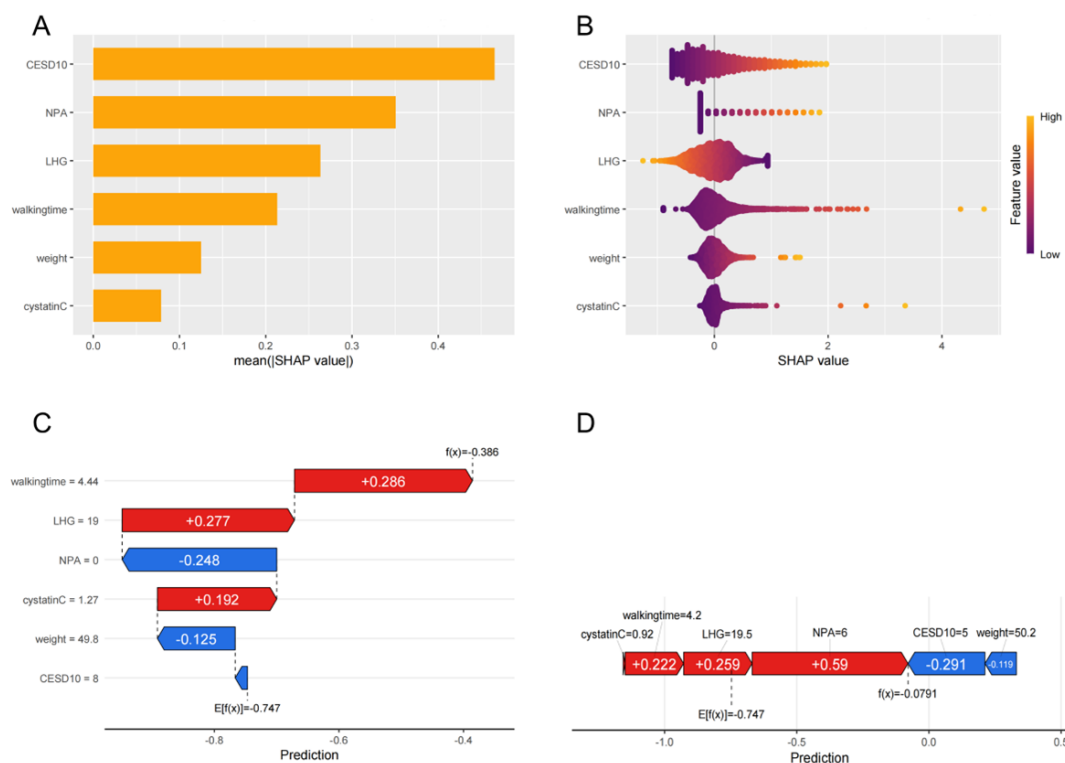 A
CESD10
NPA
LHG
walkingtime
weight
cystatinC
0.0 0.1 0.2 0.3 0.4
mean(|SHAP value|)
B
CESD10
NPA
LHG
walkingtime
weight
cystatinC
0 2 4
SHAP value
High
Feature value
Low
C
f(x)=-0.386
walkingtime = 4.44
+0.286
LHG = 19
+0.277
NPA = 0
-0.248
cystatinC = 1.27
+0.192
weight = 49.8
-0.125
CESD10 = 8
E[f(x)]=-0.747
-0.8 -0.6 -0.4
Prediction
D
walkingtime=4.2
cystatinC=0.92 LHG=19.5 NPA=6 CESD10=5 weight=50.2
+0.222 +0.259 +0.59 -0.291 -0.119
f(x)=-0.0791
E[f(x)]=-0.747
-1.0 -0.5 0.0 0.5
Prediction